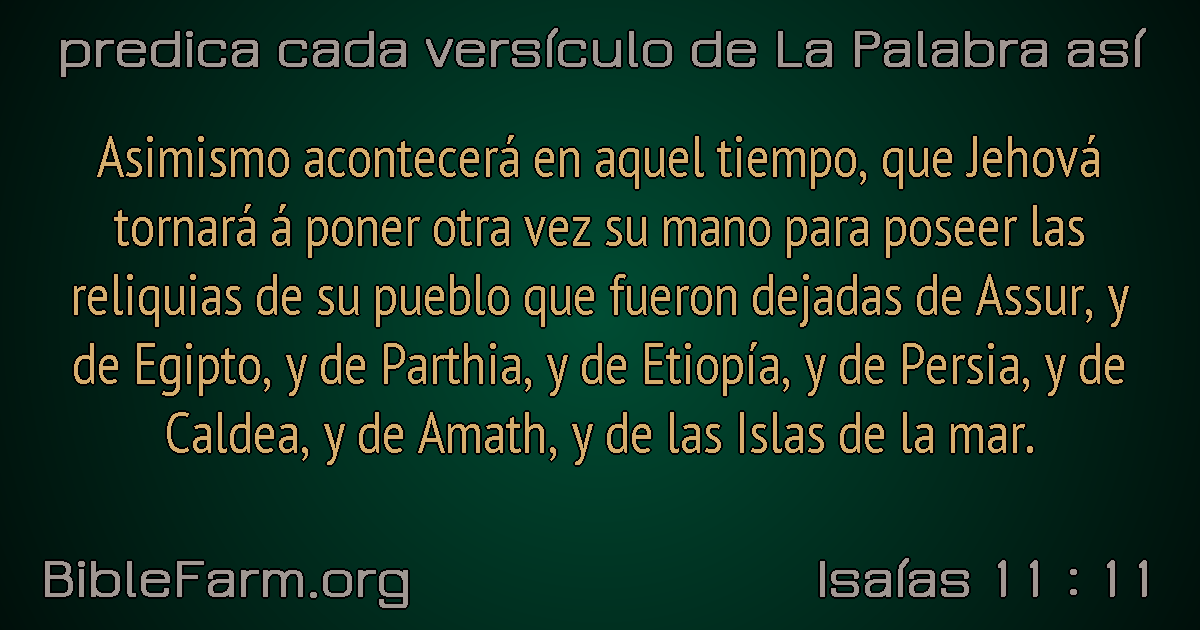 predica cada versículo de La Palabra así
Asimismo acontecerá en aquel tiempo, que Jehová
tornará á poner otra vez su mano para poseer las
reliquias de su pueblo que fueron dejadas de Assur, y
de Egipto, y de Parthia, y de Etiopía, y de Persia, y de
Caldea, y de Amath, y de las Islas de la mar.
BibleFarm.org
Isaías 11 : 11